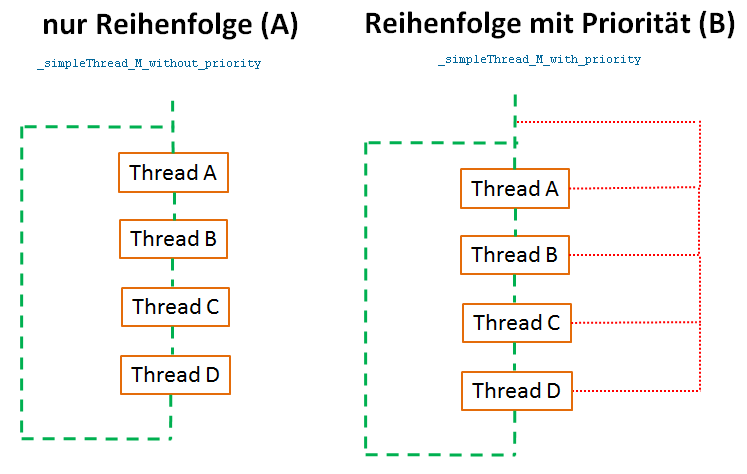 nur Reihenfolge (A)
_simpleThread_M_without_priority
Thread A
Thread B
Thread C
Thread D
Reihenfolge mit Priorität (B)
_simpleThread_M_with_priority
Thread A
Thread B
Thread C
Thread D